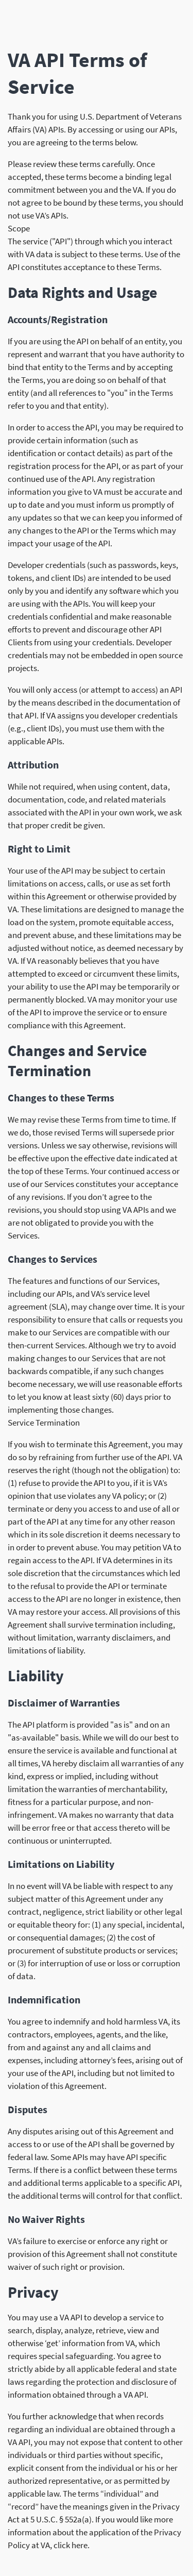 VA API Terms of
Service
Thank you for using U.S. Department of Veterans
Affairs (VA) APIs. By accessing or using our APIs,
you are agreeing to the terms below.
Please review these terms carefully. Once
accepted, these terms become a binding legal
commitment between you and the VA. If you do
not agree to be bound by these terms, you should
not use VA’s APIs.
Scope
The service ("API") through which you interact
with VA data is subject to these terms. Use of the
API constitutes acceptance to these Terms.
Data Rights and Usage
Accounts/Registration
If you are using the API on behalf of an entity, you
represent and warrant that you have authority to
bind that entity to the Terms and by accepting
the Terms, you are doing so on behalf of that
entity (and all references to "you" in the Terms
refer to you and that entity).
In order to access the API, you may be required to
provide certain information (such as
identification or contact details) as part of the
registration process for the API, or as part of your
continued use of the API. Any registration
information you give to VA must be accurate and
up to date and you must inform us promptly of
any updates so that we can keep you informed of
any changes to the API or the Terms which may
impact your usage of the API.
Developer credentials (such as passwords, keys,
tokens, and client IDs) are intended to be used
only by you and identify any software which you
are using with the APIs. You will keep your
credentials confidential and make reasonable
efforts to prevent and discourage other API
Clients from using your credentials. Developer
credentials may not be embedded in open source
projects.
You will only access (or attempt to access) an API
by the means described in the documentation of
that API. If VA assigns you developer credentials
(e.g., client IDs), you must use them with the
applicable APIs.
Attribution
While not required, when using content, data,
documentation, code, and related materials
associated with the API in your own work, we ask
that proper credit be given.
Right to Limit
Your use of the API may be subject to certain
limitations on access, calls, or use as set forth
within this Agreement or otherwise provided by
VA. These limitations are designed to manage the
load on the system, promote equitable access,
and prevent abuse, and these limitations may be
adjusted without notice, as deemed necessary by
VA. If VA reasonably believes that you have
attempted to exceed or circumvent these limits,
your ability to use the API may be temporarily or
permanently blocked. VA may monitor your use
of the API to improve the service or to ensure
compliance with this Agreement.
Changes and Service
Termination
Changes to these Terms
We may revise these Terms from time to time. If
we do, those revised Terms will supersede prior
versions. Unless we say otherwise, revisions will
be effective upon the effective date indicated at
the top of these Terms. Your continued access or
use of our Services constitutes your acceptance
of any revisions. If you don’t agree to the
revisions, you should stop using VA APIs and we
are not obligated to provide you with the
Services.
Changes to Services
The features and functions of our Services,
including our APIs, and VA’s service level
agreement (SLA), may change over time. It is your
responsibility to ensure that calls or requests you
make to our Services are compatible with our
then-current Services. Although we try to avoid
making changes to our Services that are not
backwards compatible, if any such changes
become necessary, we will use reasonable efforts
to let you know at least sixty (60) days prior to
implementing those changes.
Service Termination
If you wish to terminate this Agreement, you may
do so by refraining from further use of the API. VA
reserves the right (though not the obligation) to:
(1) refuse to provide the API to you, if it is VA’s
opinion that use violates any VA policy; or (2)
terminate or deny you access to and use of all or
part of the API at any time for any other reason
which in its sole discretion it deems necessary to
in order to prevent abuse. You may petition VA to
regain access to the API. If VA determines in its
sole discretion that the circumstances which led
to the refusal to provide the API or terminate
access to the API are no longer in existence, then
VA may restore your access. All provisions of this
Agreement shall survive termination including,
without limitation, warranty disclaimers, and
limitations of liability.
Liability
Disclaimer of Warranties
The API platform is provided "as is" and on an
"as-available" basis. While we will do our best to
ensure the service is available and functional at
all times, VA hereby disclaim all warranties of any
kind, express or implied, including without
limitation the warranties of merchantability,
fitness for a particular purpose, and non-
infringement. VA makes no warranty that data
will be error free or that access thereto will be
continuous or uninterrupted.
Limitations on Liability
In no event will VA be liable with respect to any
subject matter of this Agreement under any
contract, negligence, strict liability or other legal
or equitable theory for: (1) any special, incidental,
or consequential damages; (2) the cost of
procurement of substitute products or services;
or (3) for interruption of use or loss or corruption
of data.
Indemnification
You agree to indemnify and hold harmless VA, its
contractors, employees, agents, and the like,
from and against any and all claims and
expenses, including attorney’s fees, arising out of
your use of the API, including but not limited to
violation of this Agreement.
Disputes
Any disputes arising out of this Agreement and
access to or use of the API shall be governed by
federal law. Some APIs may have API specific
Terms. If there is a conflict between these terms
and additional terms applicable to a specific API,
the additional terms will control for that conflict.
No Waiver Rights
VA’s failure to exercise or enforce any right or
provision of this Agreement shall not constitute
waiver of such right or provision.
Privacy
You may use a VA API to develop a service to
search, display, analyze, retrieve, view and
otherwise ‘get’ information from VA, which
requires special safeguarding. You agree to
strictly abide by all applicable federal and state
laws regarding the protection and disclosure of
information obtained through a VA API.
You further acknowledge that when records
regarding an individual are obtained through a
VA API, you may not expose that content to other
individuals or third parties without specific,
explicit consent from the individual or his or her
authorized representative, or as permitted by
applicable law. The terms “individual” and
“record” have the meanings given in the Privacy
Act at 5 U.S.C. § 552a(a). If you would like more
information about the application of the Privacy
Policy at VA, click here.